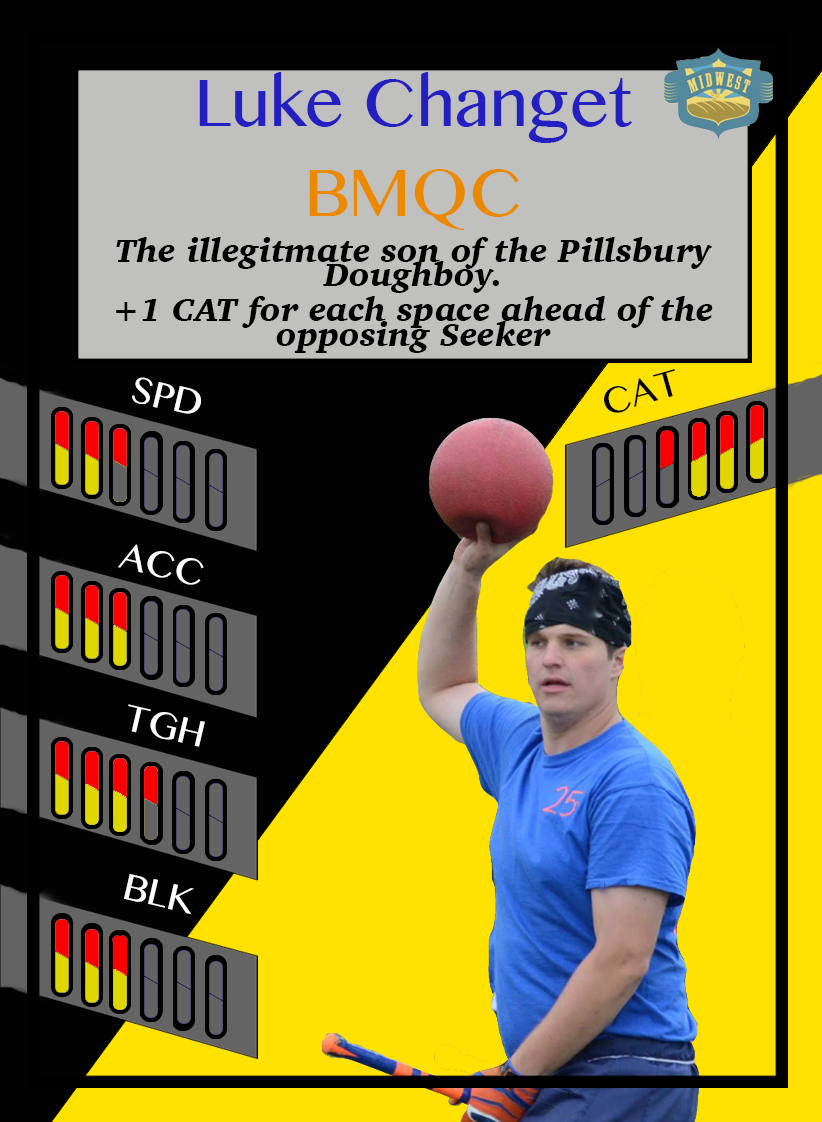 Luke Changet
MIDWEST
BMQC
The illegitmate son of the Pillsbury
Doughboy.
+1 CAT for each space ahead of the
opposing Seeker
SPD
CAT
ACC
TGH
BLK
25